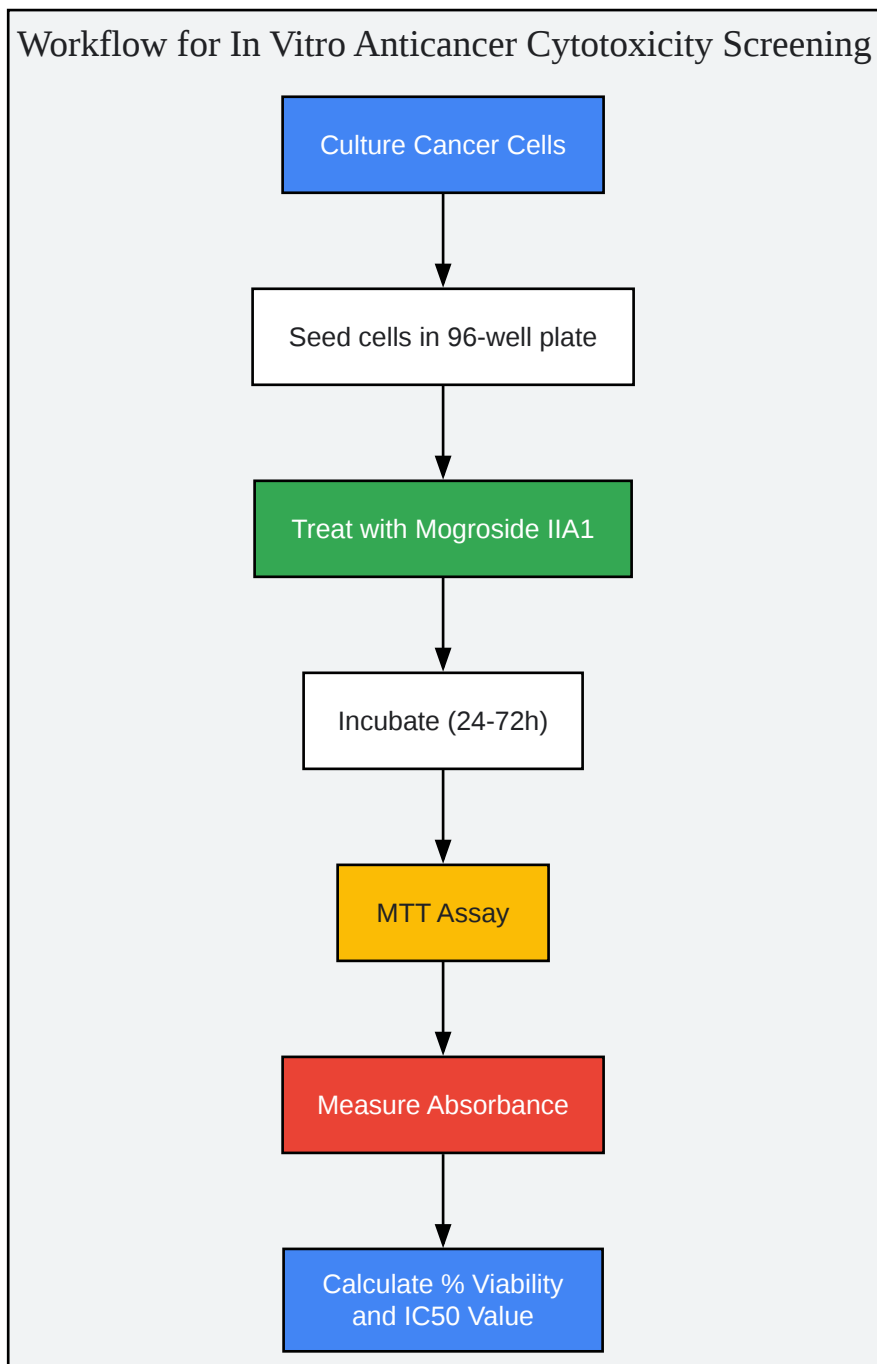 Workflow for In Vitro Anticancer Cytotoxicity Screening
Culture Cancer Cells
Seed cells in 96-well plate
Treat with Mogroside IIA1
Incubate (24-72h)
MTT Assay
Measure Absorbance
Calculate % Viability
and IC50 Value